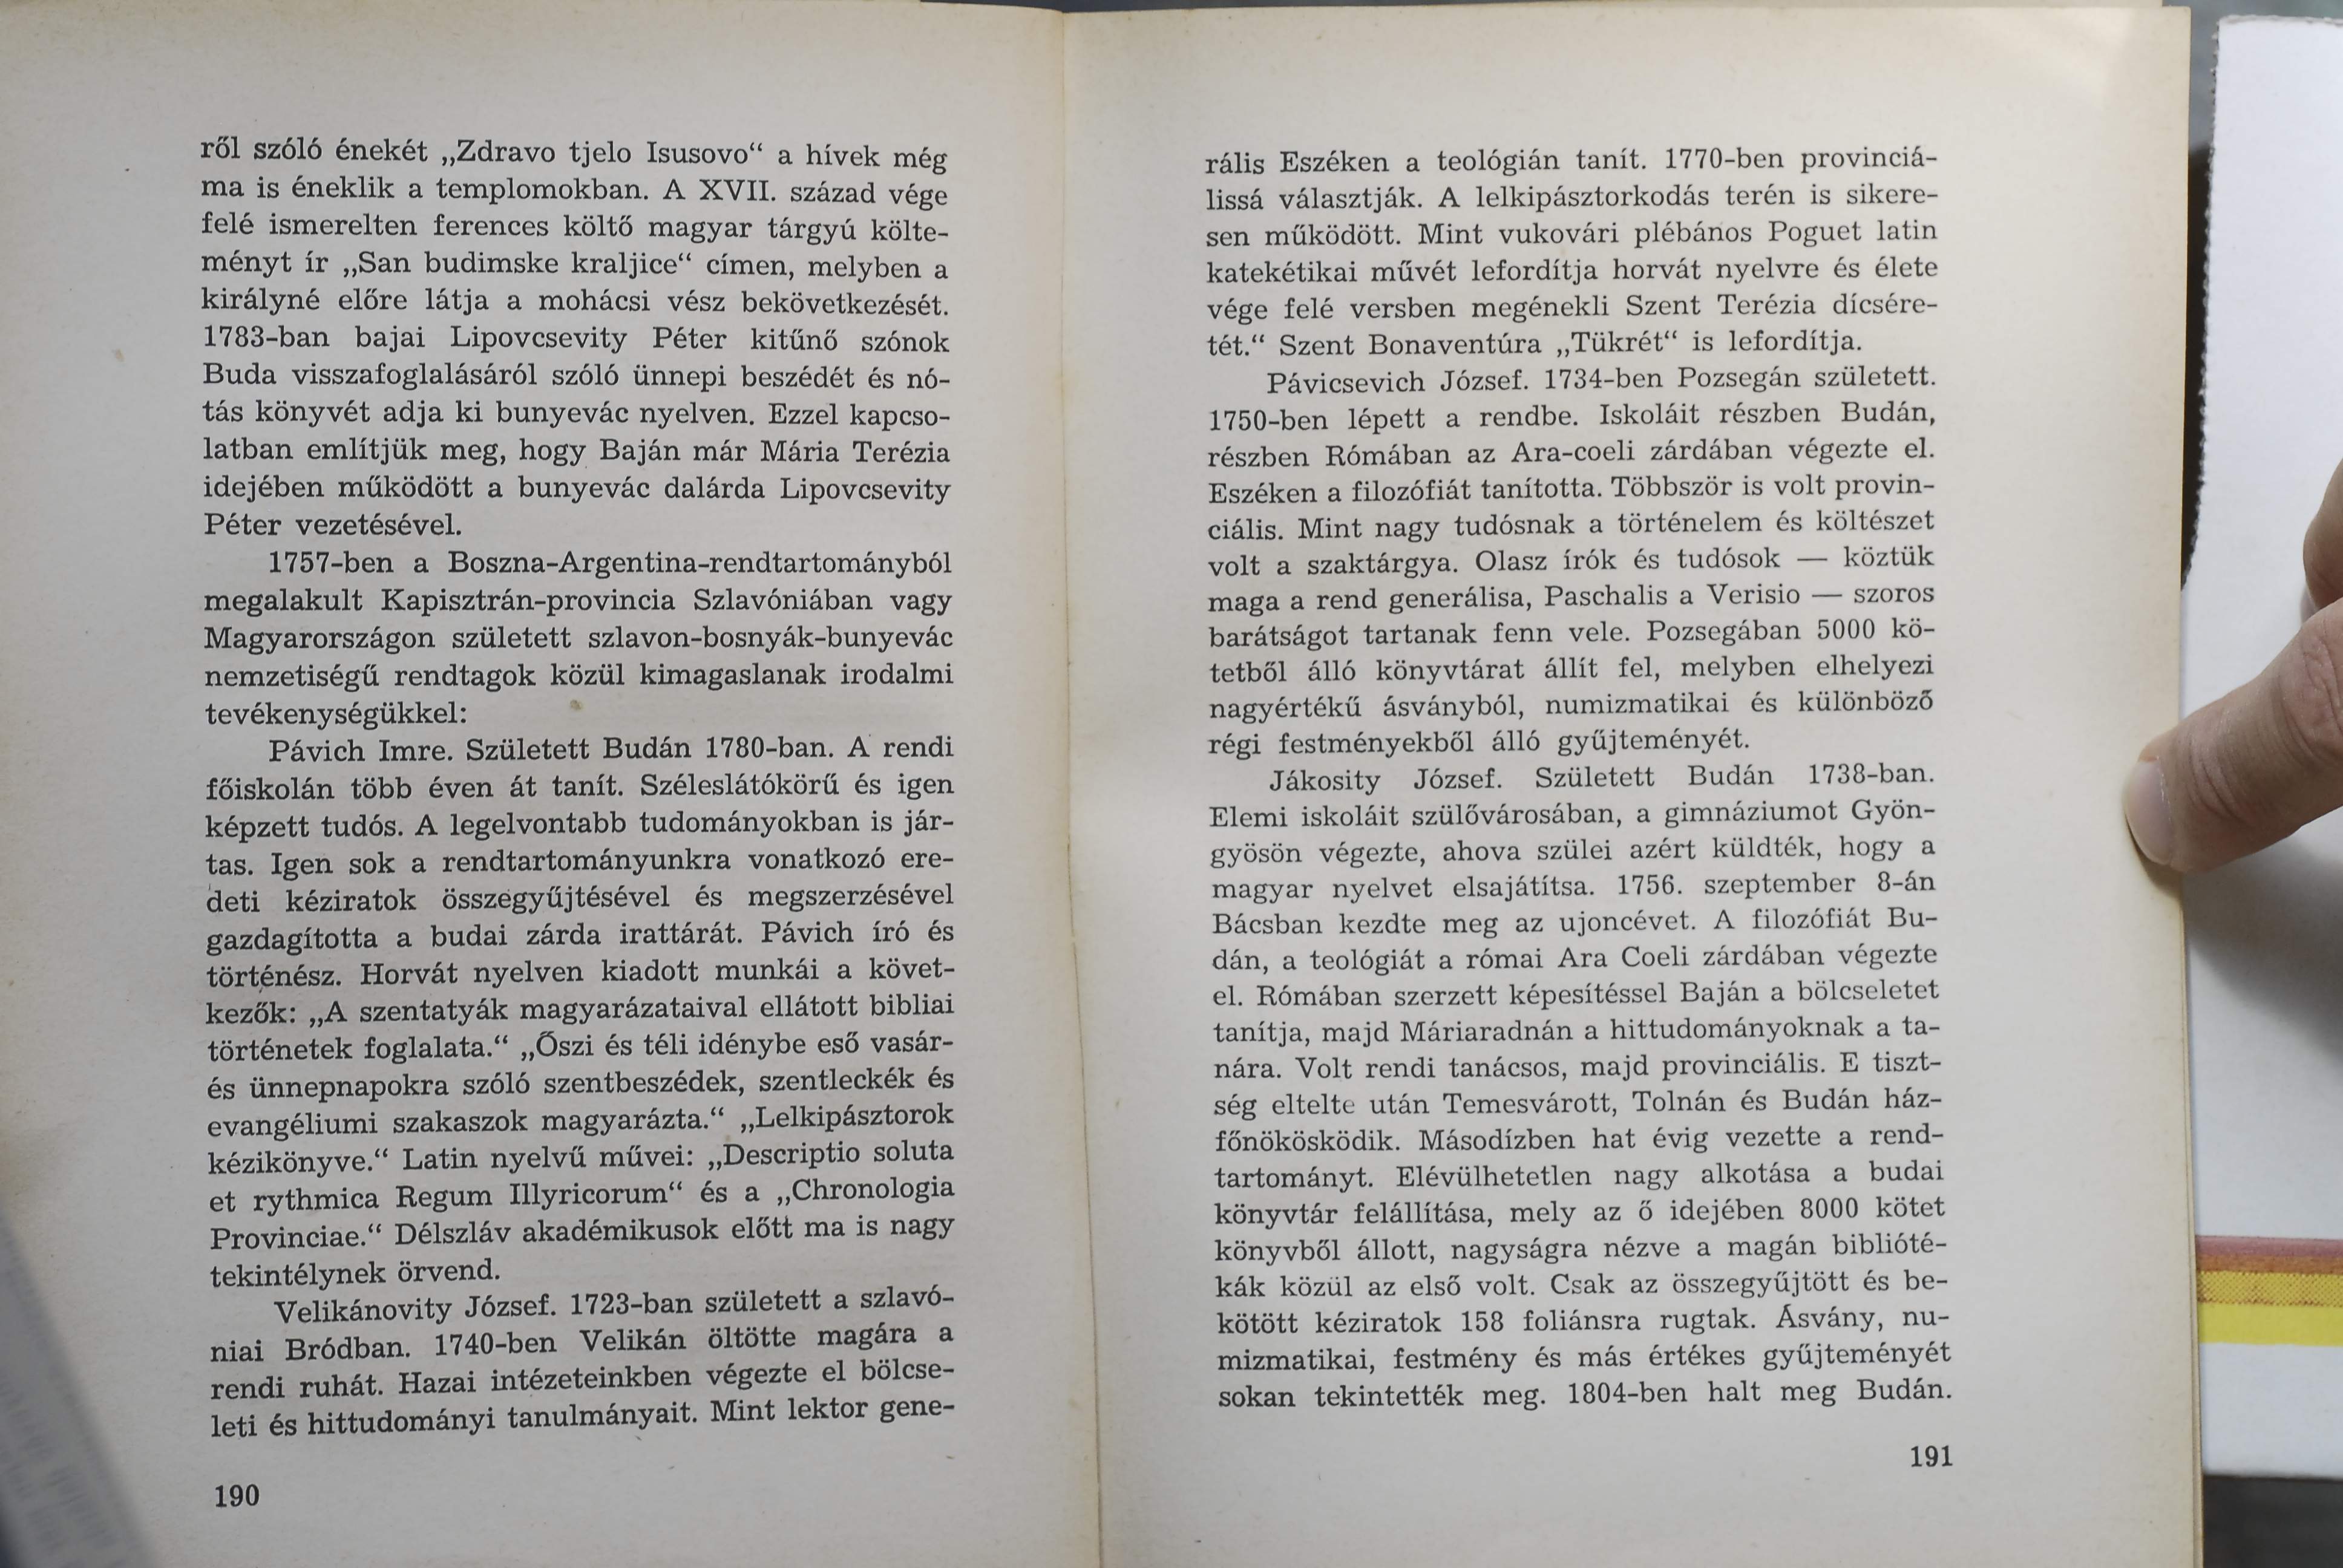 ről szóló énekét „Zdravo tjelo Isusovo“ a hívek még
ma is éneklik a templomokban. A XVII. század vége
felé ismerelten ferences költő magyar tárgyú költe-
ményt ír „San budimske kraljice“ címen, melyben a
királyné előre látja a mohácsi vész bekövetkezését.
1783-ban bajai Lipovcsevity Péter kitűnő szónok
Buda visszafoglalásáról szóló ünnepi beszédét és nó-
tás könyvét adja ki bunyevác nyelven. Ezzel kapcso-
latban említjük meg, hogy Baján már Mária Terézia
idejében működött a bunyevác dalárda Lipovcsevity
Péter vezetésével.
1757-ben a Boszna-Argentina-rendtartományból
megalakult Kapisztrán-provincia Szlavóniában vagy
Magyarországon született szlavon-bosnyák-bunyevác
nemzetiségű rendtagok közül kimagaslanak irodalmi
tevékenységükkel:
Pávich Imre. Született Budán 1780-ban. A rendi
főiskolán több éven át tanít. Széleslátókörű és igen
képzett tudós. A legelvontabb tudományokban is jár-
tas. Igen sok a rendtartományunkra vonatkozó ere-
deti kéziratok összegyűjtésével és megszerzésével
gazdagította a budai zárda irattárát. Pávich író és
történész. Horvát nyelven kiadott munkái a követ-
kezők: „A szentatyák magyarázataival ellátott bibliai
történetek foglalata.“ „Őszi és téli idénybe eső vasár-
és ünnepnapokra szóló szentbeszédek, szentleckék és
evangéliumi szakaszok magyarázta.“ „Lelkipásztorok
kézikönyve.“ Latin nyelvű művei: „Descriptio soluta
et rythmica Regum Illyricorum“ és a „Chronologia
Provinciae.“ Délszláv akadémikusok előtt ma is nagy
tekintélynek örvend.
Velikánovity József. 1723-ban született a szlavó-
niai Bródban. 1740-ben Velikán öltötte magára a
rendi ruhát. Hazai intézeteinkben végezte el bölcse-
leti és hittudományi tanulmányait. Mint lektor gene-
190
rális Eszéken a teológián tanít. 1770-ben provinciá-
lissá választják. A lelkipásztorkodás terén is sikere-
sen működött. Mint vukovári plébános Poguet latin
katekétikai művét lefordítja horvát nyelvre és élete
vége felé versben megénekli Szent Terézia dícsére-
tét.“ Szent Bonaventúra „Tükrét“ is lefordítja.
Pávicsevich József. 1734-ben Pozsegán született.
1750-ben lépett a rendbe. Iskoláit részben Budán,
részben Rómában az Ara-coeli zárdában végezte el.
Eszéken a filozófiát tanította. Többször is volt provin-
ciális. Mint nagy tudósnak a történelem és költészet
volt a szaktárgya. Olasz írók és tudósok — köztük
maga a rend generálisa, Paschalis a Verisio — szoros
barátságot tartanak fenn vele. Pozsegában 5000 kö-
tetből álló könyvtárat állít fel, melyben elhelyezi
nagyértékű ásványból, numizmatikai és különböző
régi festményekből álló gyűjteményét.
Jákosity József. Született Budán 1738-ban.
Elemi iskoláit szülővárosában, a gimnáziumot Gyön-
gyösön végezte, ahova szülei azért küldték, hogy a
magyar nyelvet elsajátítsa. 1756. szeptember 8-án
Bácsban kezdte meg az ujoncévet. A filozófiát Bu-
dán, a teológiát a római Ara Coeli zárdában végezte
el. Rómában szerzett képesítéssel Baján a bölcseletet
tanítja, majd Máriaradnán a hittudományoknak a ta-
nára. Volt rendi tanácsos, majd provinciális. E tiszt-
ség eltelte után Temesvárott, Tolnán és Budán ház-
főnökösködik. Másodízben hat évig vezette a rend-
tartományt. Elévülhetetlen nagy alkotása a budai
könyvtár felállítása, mely az ő idejében 8000 kötet
könyvből állott, nagyságra nézve a magán biblióté-
kák közül az első volt. Csak az összegyűjtött és be-
kötött kéziratok 158 foliánsra rugtak. Ásvány, nu-
mizmatikai, festmény és más értékes gyűjteményét
sokan tekintették meg. 1804-ben halt meg Budán.
191